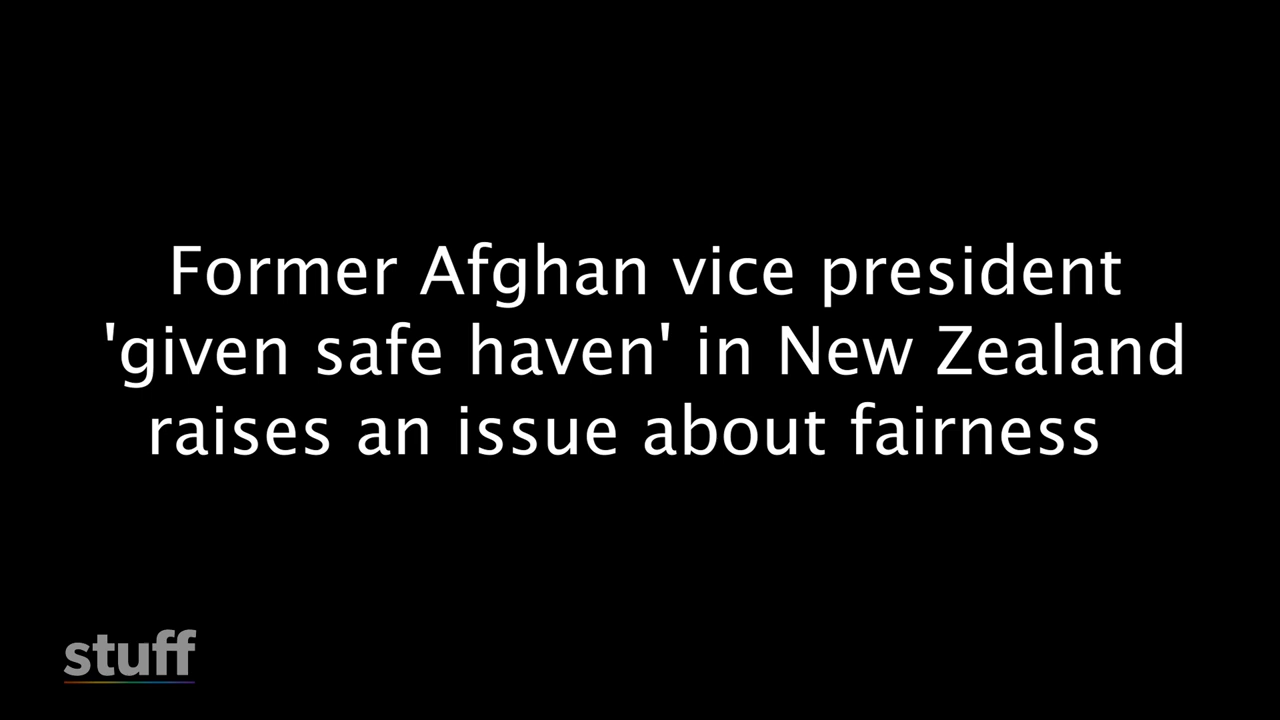 Former Afghan vice president
'given safe haven' in New Zealand
raises an issue about fairness
stuff